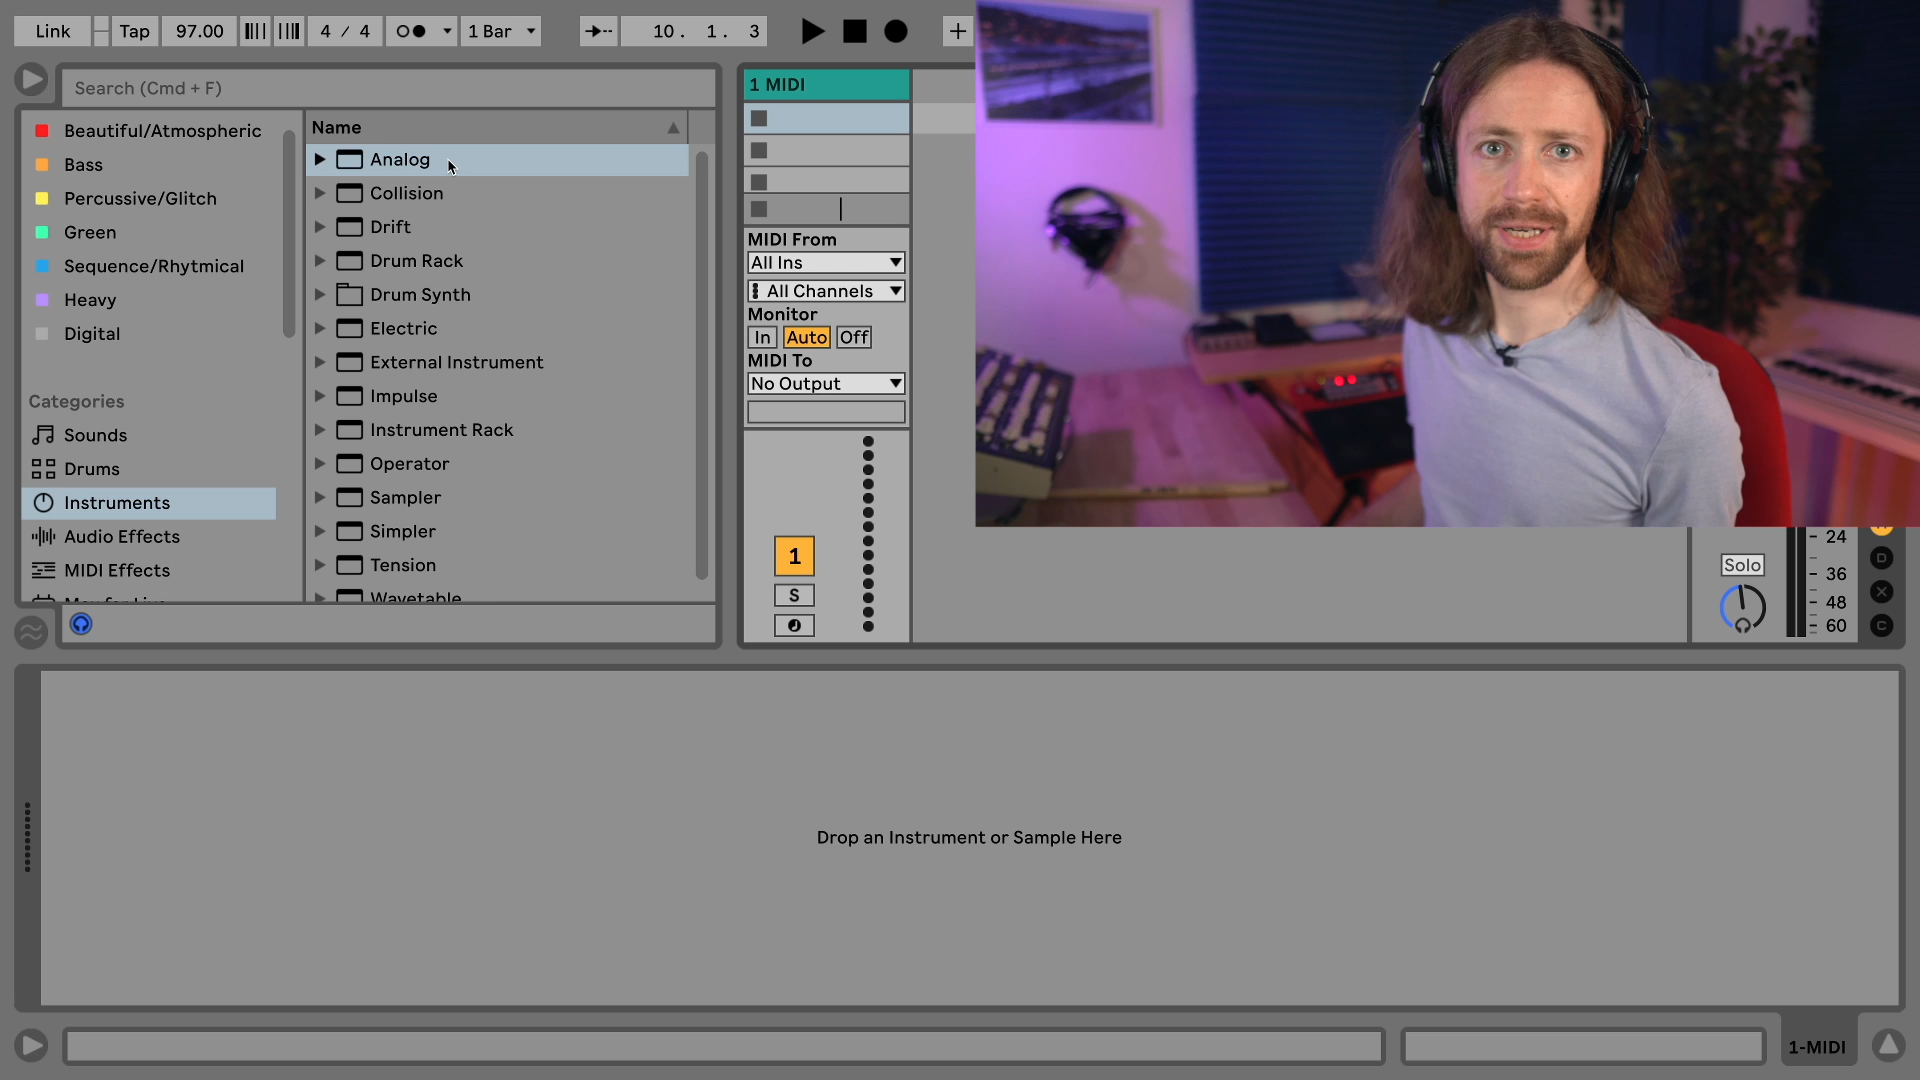 Link
Tap
97.00
4 / 4
1 Bar
10. 1. 3
Search (Cmd + F)
Beautiful/Atmospheric
Bass
Percussive/Glitch
Green
Sequence/Rhytmical
Heavy
Digital
Categories
Sounds
Drums
Instruments
Audio Effects
MIDI Effects
Name
Analog
Collision
Drift
Drum Rack
Drum Synth
Electric
External Instrument
Impulse
Instrument Rack
Operator
Sampler
Simpler
Tension
Wavetable
1 MIDI
MIDI From
All Ins
All Channels
Monitor
In Auto Off
MIDI To
No Output
1
S
Solo
24
36
48
60
D
X
C
Drop an Instrument or Sample Here
1-MIDI